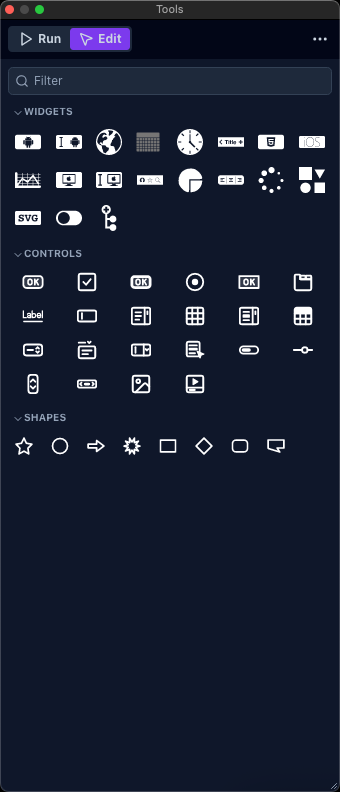 Tools
Run Edit
Filter
WIDGETS
Title
iOS
SVG
CONTROLS
OK OK OK
Label
SHAPES